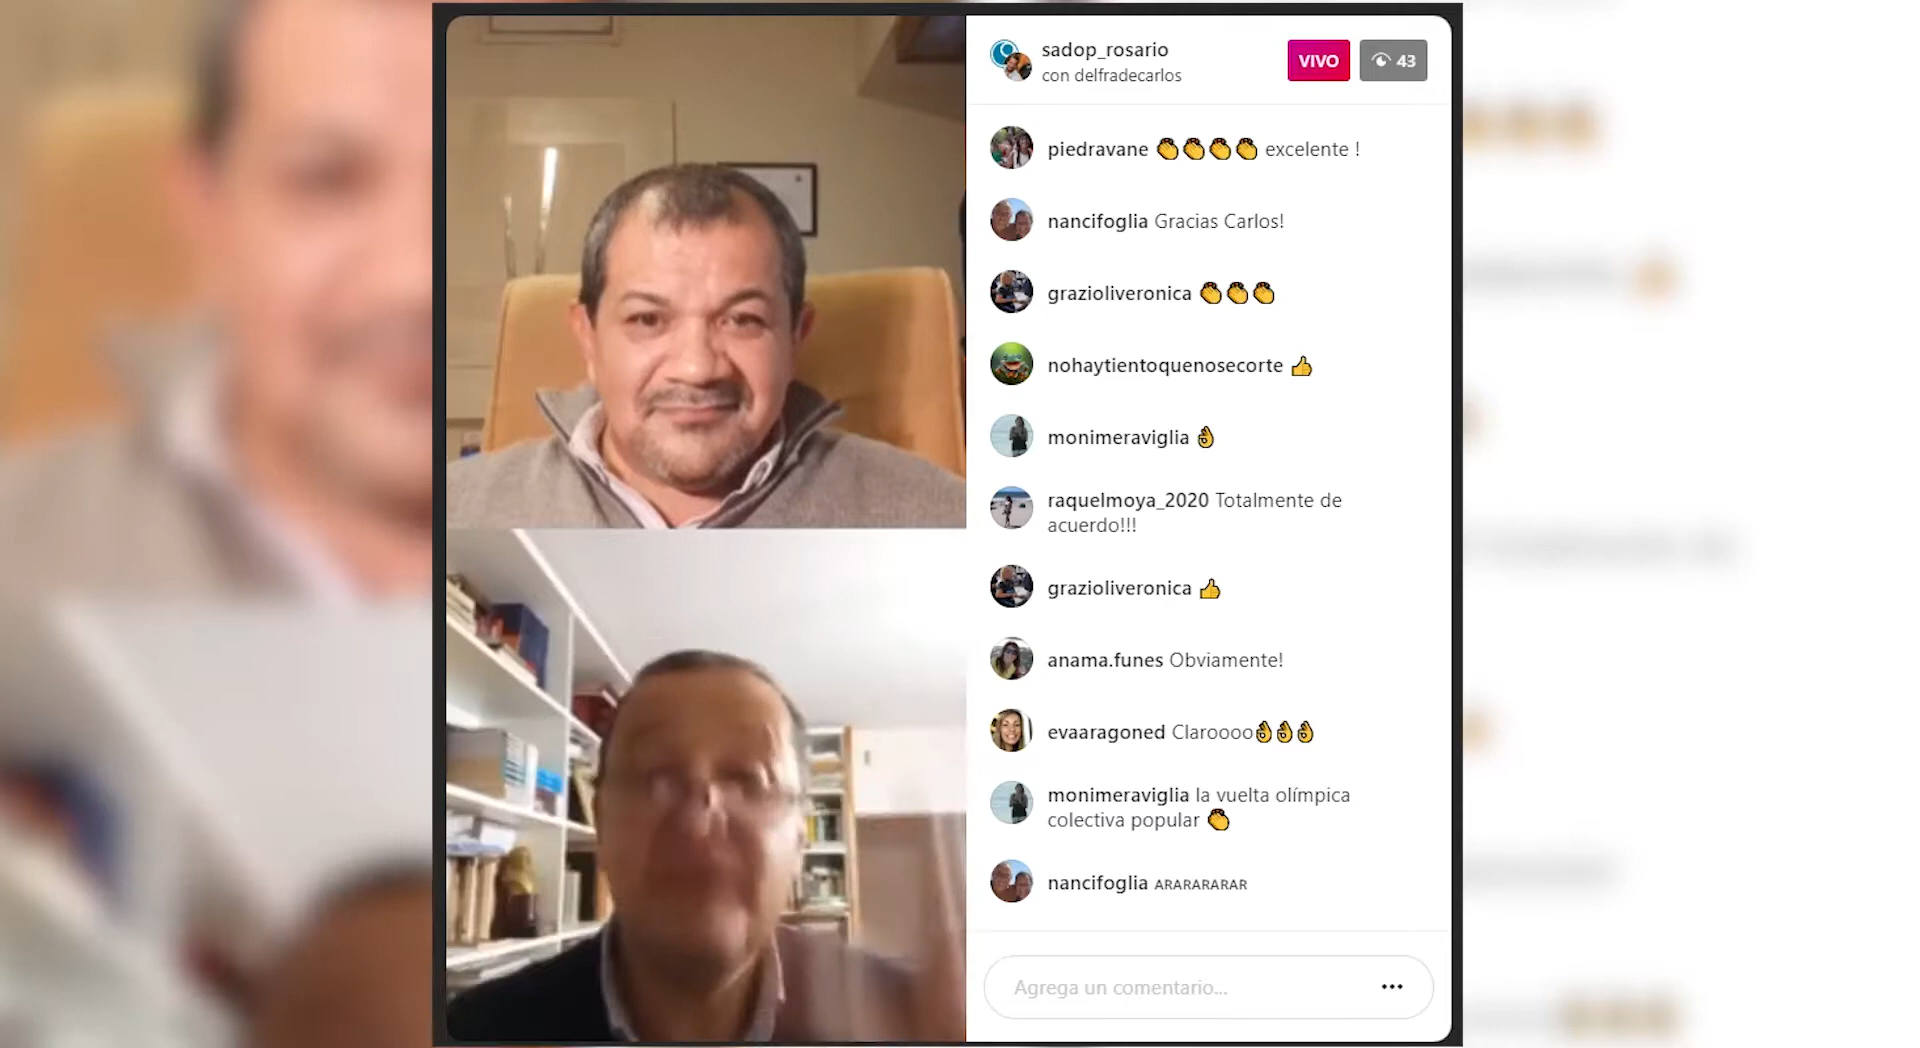 sadop_rosario
con delfradecarlos
VIVO
43
piedravane 👏👏👏👏 excelente !
nancifoglia Gracias Carlos!
grazioliveronica 👏👏👏
nohaytientoquenosecorte 👍
monimeraviglia 👌
raquelmoya_2020 Totalmente de
acuerdo!!!
grazioliveronica 👍
anama.funes Obviamente!
evaaragoned Claroooo👌👌👌
monimeraviglia la vuelta olímpica
colectiva popular 👏
nancifoglia ᴀʀᴀʀᴀʀᴀʀᴀʀ
Agrega un comentario...